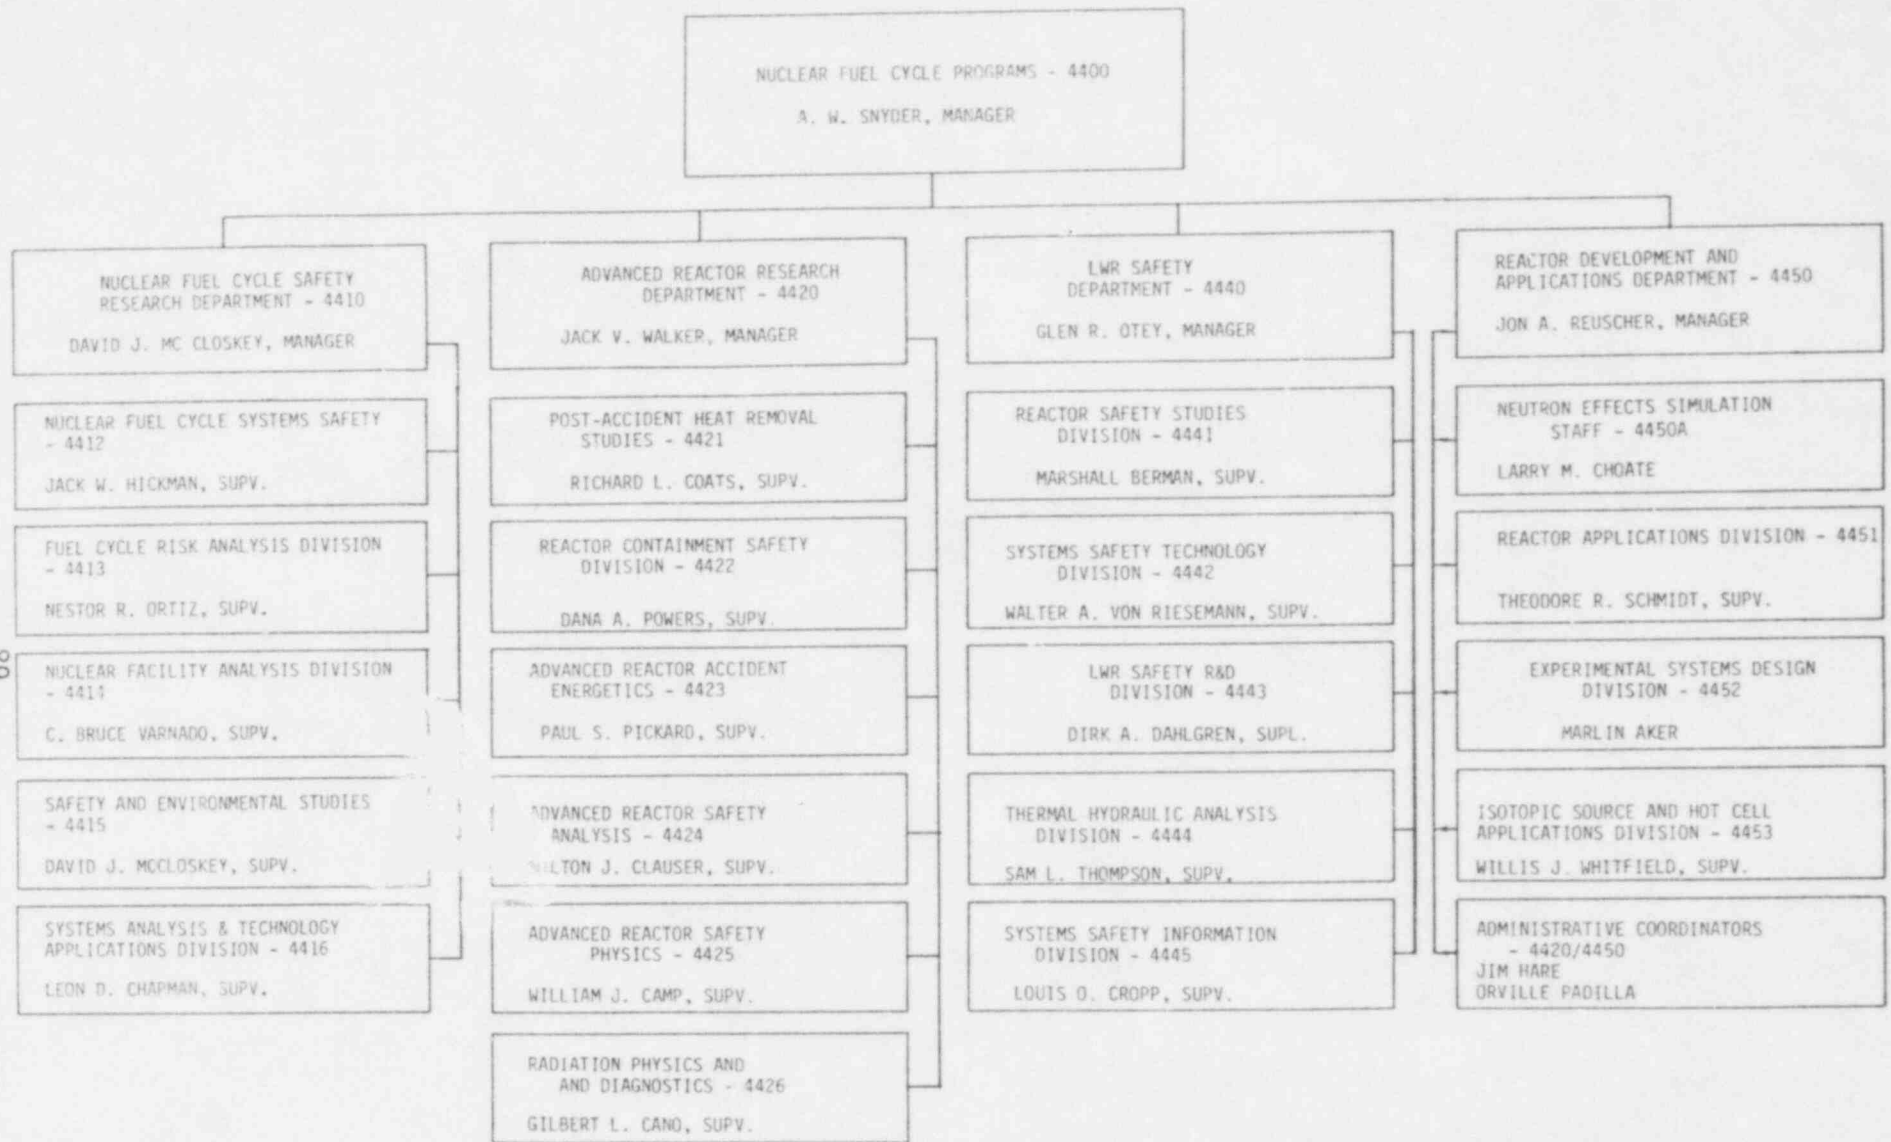 NUCLEAR FUEL CYCLE PROGRAMS - 4400
A. W. SNYDER, MANAGER
NUCLEAR FUEL CYCLE SAFETY
RESEARCH DEPARTMENT - 4410
DAVID J. MC CLOSKEY, MANAGER
NUCLEAR FUEL CYCLE SYSTEMS SAFETY
- 4412
JACK W. HICKMAN, SUPV.
FUEL CYCLE RISK ANALYSIS DIVISION
- 4413
NESTOR R. ORTIZ, SUPV.
NUCLEAR FACILITY ANALYSIS DIVISION
- 4414
C. BRUCE VARNADO, SUPV.
SAFETY AND ENVIRONMENTAL STUDIES
- 4415
DAVID J. MCCLOSKEY, SUPV.
SYSTEMS ANALYSIS & TECHNOLOGY
APPLICATIONS DIVISION - 4416
LEON D. CHAPMAN, SUPV.
ADVANCED REACTOR RESEARCH
DEPARTMENT - 4420
JACK V. WALKER, MANAGER
POST-ACCIDENT HEAT REMOVAL
STUDIES - 4421
RICHARD L. COATS, SUPV.
REACTOR CONTAINMENT SAFETY
DIVISION - 4422
DANA A. POWERS, SUPV.
ADVANCED REACTOR ACCIDENT
ENERGETICS - 4423
PAUL S. PICKARD, SUPV.
ADVANCED REACTOR SAFETY
ANALYSIS - 4424
J. CLAUSER, SUPV.
ADVANCED REACTOR SAFETY
PHYSICS - 4425
WILLIAM J. CAMP, SUPV.
RADIATION PHYSICS AND
AND DIAGNOSTICS - 4426
GILBERT L. CANO, SUPV.
LWR SAFETY
DEPARTMENT - 4440
GLEN R. OTEY, MANAGER
REACTOR SAFETY STUDIES
DIVISION - 4441
MARSHALL BERMAN, SUPV.
SYSTEMS SAFETY TECHNOLOGY
DIVISION - 4442
WALTER A. VON RIESEMANN, SUPV.
LWR SAFETY R&D
DIVISION - 4443
DIRK A. DAHLGREN, SUPL.
THERMAL HYDRAULIC ANALYSIS
DIVISION - 4444
SAM L. THOMPSON, SUPV.
SYSTEMS SAFETY INFORMATION
DIVISION - 4445
LOUIS O. CROPP, SUPV.
REACTOR DEVELOPMENT AND
APPLICATIONS DEPARTMENT - 4450
JON A. REUSCHER, MANAGER
NEUTRON EFFECTS SIMULATION
STAFF - 4450A
LARRY M. CHOATE
REACTOR APPLICATIONS DIVISION - 4451
THEODORE R. SCHMIDT, SUPV.
EXPERIMENTAL SYSTEMS DESIGN
DIVISION - 4452
MARLIN AKER
ISOTOPIC SOURCE AND HOT CELL
APPLICATIONS DIVISION - 4453
WILLIS J. WHITFIELD, SUPV.
ADMINISTRATIVE COORDINATORS
- 4420/4450
JIM HARE
ORVILLE PADILLA